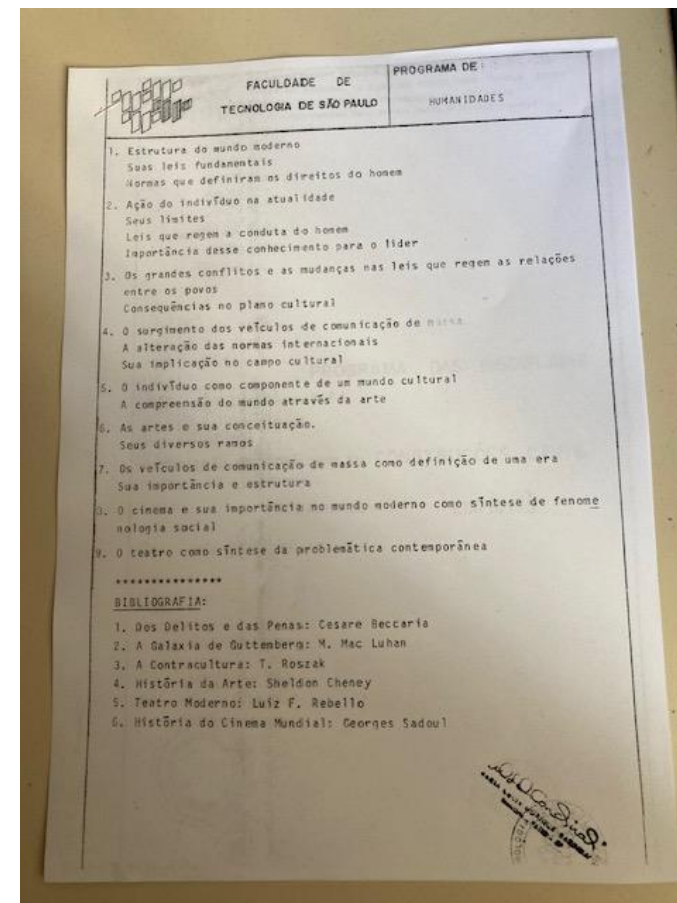 FACULDADE DE
TECNOLOGIA DE SÃO PAULO
PROGRAMA DE:
HUMANIDADES
1. Estrutura do mundo moderno
Suas leis fundamentais
Normas que definiram os direitos do homem
2. Ação do indivíduo na atualidade
Seus limites
Leis que regem a conduta do homem
Importância desse conhecimento para o lider
3. Os grandes conflitos e as mudanças nas leis que regem as relações
entre os povos
Consequências no plano cultural
4. O surgimento dos veículos de comunicação de massa
A alteração das normas internacionais
Sua implicação no campo cultural
5. O indivíduo como componente de um mundo cultural
A compreensão do mundo através da arte
6. As artes e sua conceituação.
Seus diversos ramos
7. Os veículos de comunicação de massa como definição de uma era
Sua importância e estrutura
8. O cinema e sua importância no mundo moderno como síntese de fenome
nologia social
9. O teatro como síntese da problemática contemporânea
***************
BIBLIOGRAFIA:
1. Dos Delitos e das Penas: Cesare Beccaria
2. A Galaxia de Guttemberg: M. Mac Luhan
3. A Contracultura: T. Roszak
4. História da Arte: Sheldon Cheney
5. Teatro Moderno: Luiz F. Rebello
6. História do Cinema Mundial: Georges Sadoul